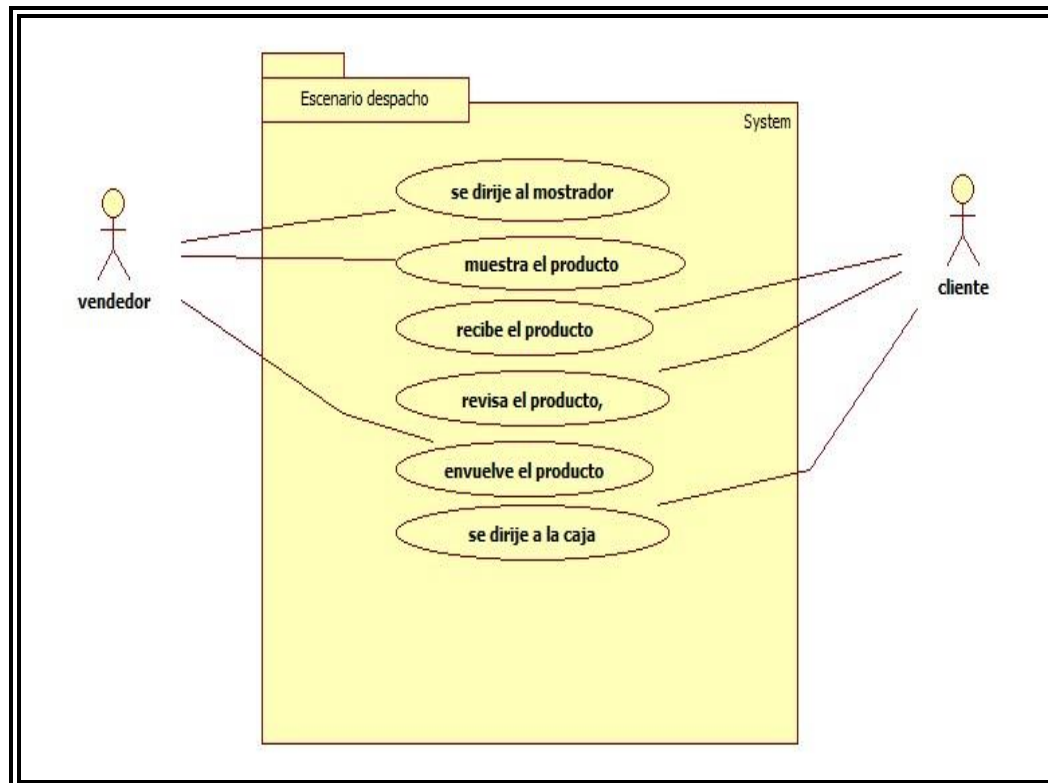 Escenario despacho
System
se dirije al mostrador
muestra el producto
vendedor
cliente
recibe el producto
revisa el producto,
envuelve el producto
se dirije a la caja